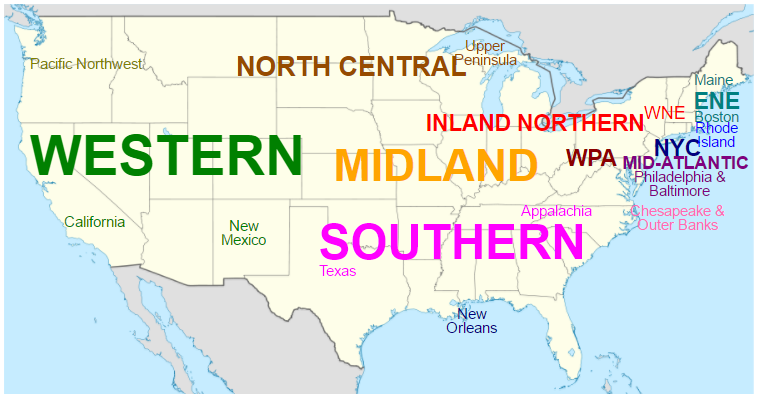 Upper
Peninsula
Pacific Northwest
NORTH CENTRAL
Maine
ENE
Boston
WNE
INLAND NORTHERN
Rhode
Island
WESTERN
MIDLAND
WPA
NYC
MID-ATLANTIC
Philadelphia &
Baltimore
California
New
Mexico
Appalachia
Chesapeake &
Outer Banks
SOUTHERN
Texas
New
Orleans